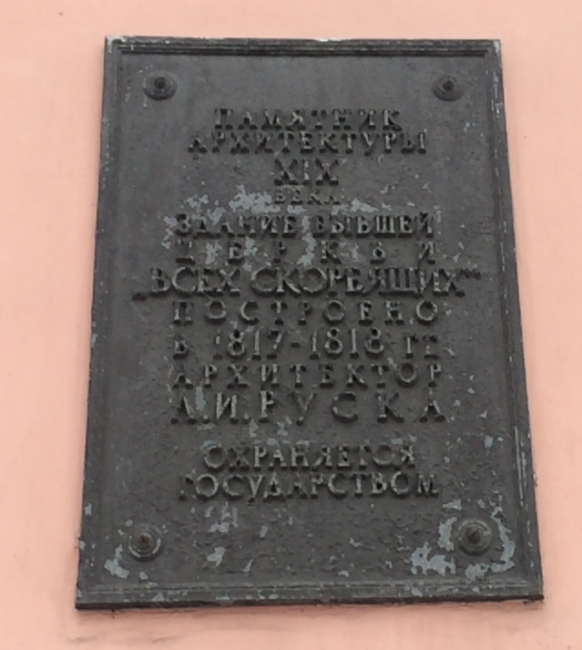 ПАМЯТНИК
АРХИТЕКТУРЫ
XIX
ВЕКА
ЗДАНИЕ БЫВШЕЙ
ЦЕРКВИ
„ВСЕХ СКОРБЯЩИХ"
ПОСТРОЕНО
В 1817-1818 ГГ
АРХИТЕКТОР
Л.И.РУСКА
ОХРАНЯЕТСЯ
ГОСУДАРСТВОМ